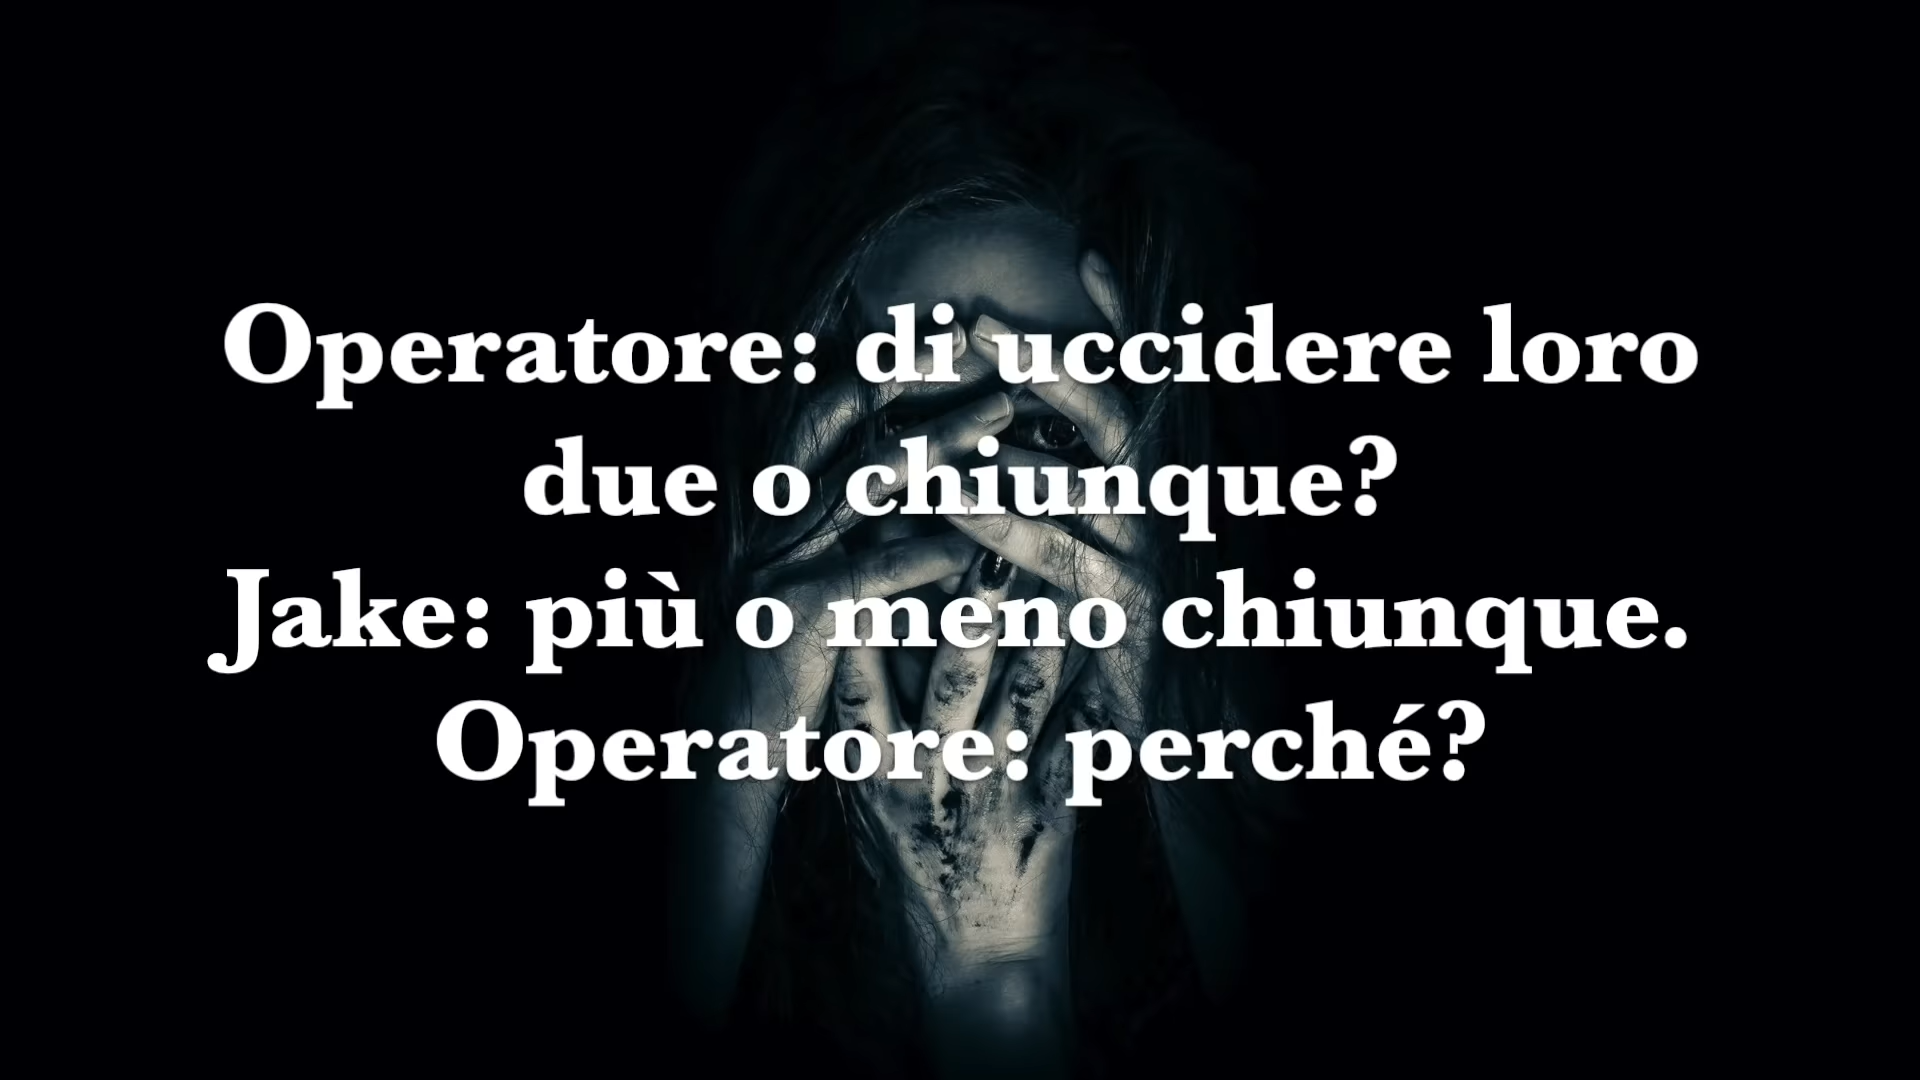 Operatore: di uccidere loro
due o chiunque?
Jake: più o meno chiunque.
Operatore: perché?